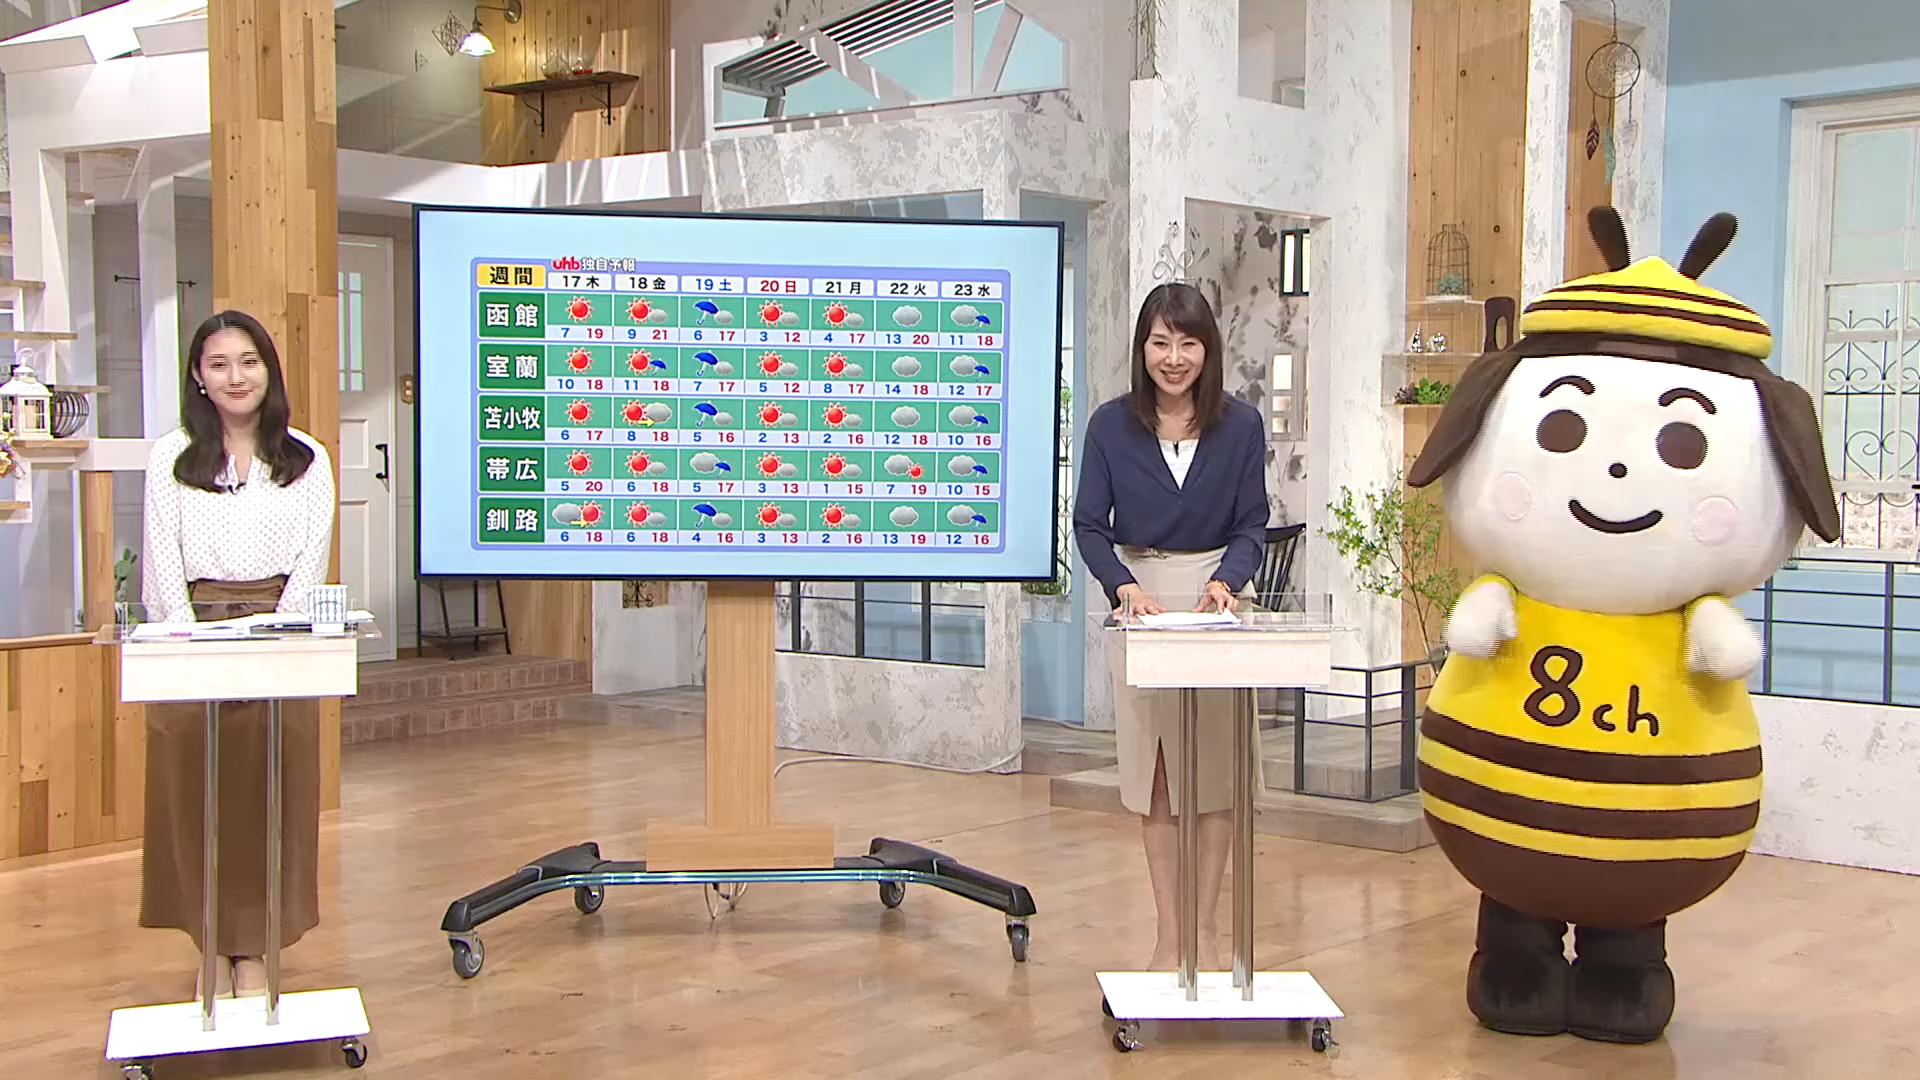 uhb独自予報
週間 17木 18金 19土 20日 21月 22火 23水
函館
7 19 9 21 6 17 3 12 4 17 13 20 11 18
室蘭
10 18 11 18 7 17 5 12 8 17 14 18 12 17
苫小牧
6 17 8 18 5 16 2 13 2 16 12 18 10 16
帯広
5 20 6 18 5 17 3 13 1 15 7 19 10 15
釧路
6 18 6 18 4 16 3 13 2 16 13 19 12 16
8ch